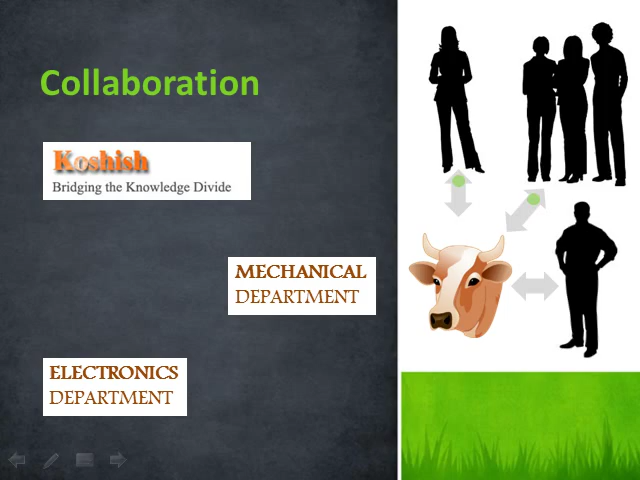 Collaboration
Koshish
Bridging the Knowledge Divide
MECHANICAL
DEPARTMENT
ELECTRONICS
DEPARTMENT